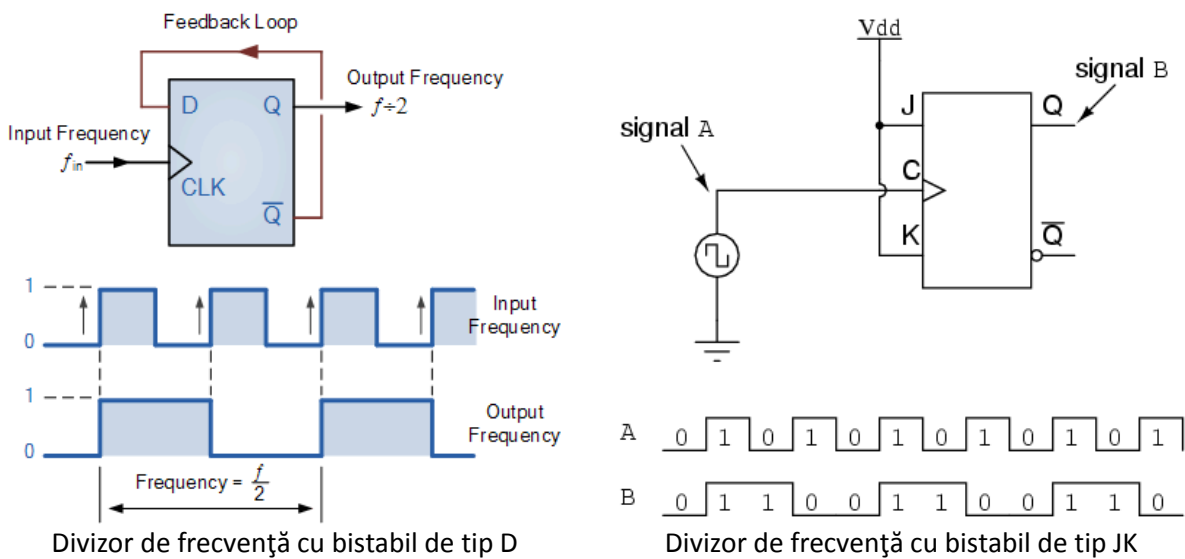 Feedback Loop
D
Q
Output Frequency
f÷2
Input Frequency
fin
CLK
Q̅
1
0
Input
Frequency
1
0
Output
Frequency
Frequency = f/2
Divizor de frecvenţă cu bistabil de tip D
Vdd
signal B
J
Q
signal A
C
K
Q̅
A 0 1 0 1 0 1 0 1 0 1 0 1
B 0 1 1 0 0 1 1 0 0 1 1 0
Divizor de frecvenţă cu bistabil de tip JK